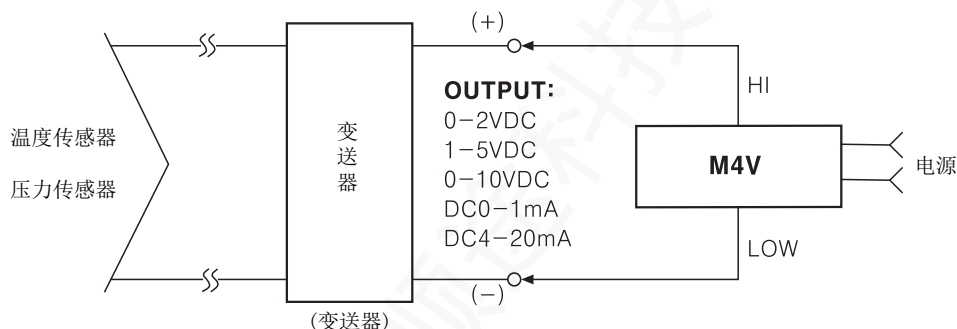 (+)
HI
OUTPUT:
0-2VDC
1-5VDC
0-10VDC
DC0-1mA
DC4-20mA
温度传感器
压力传感器
变送器
M4V
电源
LOW
(-)
(变送器)